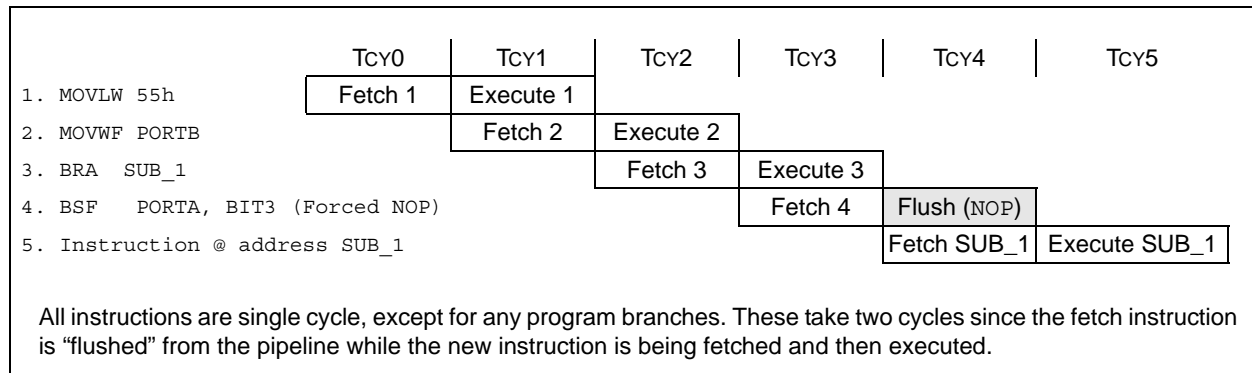 TCY0 TCY1 TCY2 TCY3 TCY4 TCY5
1. MOVLW 55h Fetch 1 Execute 1
2. MOVWF PORTB Fetch 2 Execute 2
3. BRA SUB_1 Fetch 3 Execute 3
4. BSF PORTA, BIT3 (Forced NOP) Fetch 4 Flush (NOP)
5. Instruction @ address SUB_1 Fetch SUB_1 Execute SUB_1
All instructions are single cycle, except for any program branches. These take two cycles since the fetch instruction
is “flushed” from the pipeline while the new instruction is being fetched and then executed.